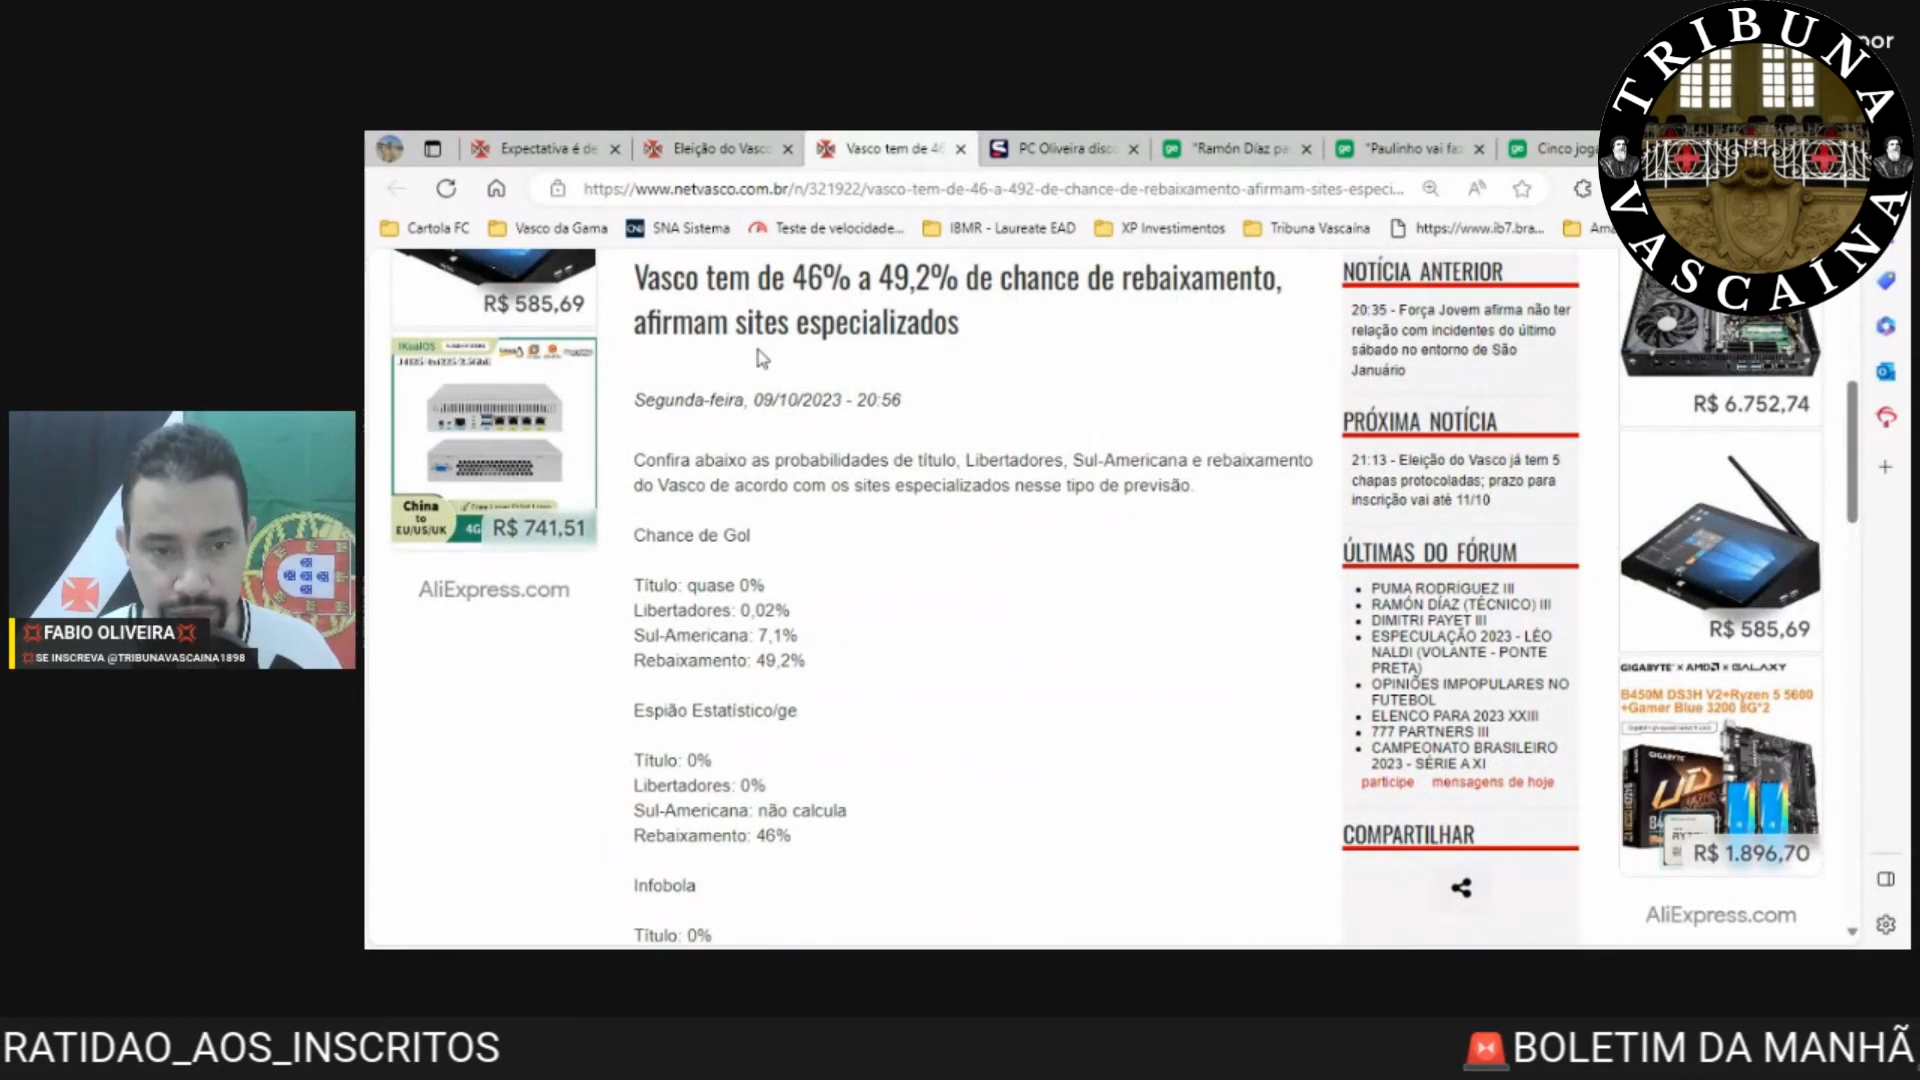 TRIBUNA VASCAÍNA
por
Expectativa é de
Eleição do Vasco
Vasco tem de 46
PC Oliveira disc
"Ramón Díaz pa
"Paulinho vai fa
Cinco jog
https://www.netvasco.com.br/n/321922/vasco-tem-de-46-a-492-de-chance-de-rebaixamento-afirmam-sites-especi...
Cartola FC
Vasco da Gama
SNA Sistema
Teste de velocidade...
IBMR - Laureate EAD
XP Investimentos
Tribuna Vascaína
https://www.ib7.bra...
R$ 585,69
China
to
EU/US/UK
4G
R$ 741,51
AliExpress.com
Vasco tem de 46% a 49,2% de chance de rebaixamento,
afirmam sites especializados
Segunda-feira, 09/10/2023 - 20:56
Confira abaixo as probabilidades de título, Libertadores, Sul-Americana e rebaixamento
do Vasco de acordo com os sites especializados nesse tipo de previsão.
Chance de Gol
Título: quase 0%
Libertadores: 0,02%
Sul-Americana: 7,1%
Rebaixamento: 49,2%
Espião Estatístico/ge
Título: 0%
Libertadores: 0%
Sul-Americana: não calcula
Rebaixamento: 46%
Infobola
Título: 0%
NOTÍCIA ANTERIOR
20:35 - Força Jovem afirma não ter
relação com incidentes do último
sábado no entorno de São
Januário
PRÓXIMA NOTÍCIA
21:13 - Eleição do Vasco já tem 5
chapas protocoladas; prazo para
inscrição vai até 11/10
ÚLTIMAS DO FÓRUM
PUMA RODRÍGUEZ III
RAMÓN DÍAZ (TÉCNICO) III
DIMITRI PAYET III
ESPECULAÇÃO 2023 - LÉO
NALDI (VOLANTE - PONTE
PRETA)
OPINIÕES IMPOPULARES NO
FUTEBOL
ELENCO PARA 2023 XXIII
777 PARTNERS III
CAMPEONATO BRASILEIRO
2023 - SÉRIE A XI
participe mensagens de hoje
COMPARTILHAR
R$ 6.752,74
R$ 585,69
GIGABYTE X AMD X GALAXY
B450M DS3H V2+Ryzen 5 5600
+Gamer Blue 3200 8G*2
GIGABYTE
UD
R$ 1.896,70
AliExpress.com
FABIO OLIVEIRA
SE INSCREVA @TRIBUNAVASCAINA1898
RATIDAO_AOS_INSCRITOS
BOLETIM DA MANHÃ